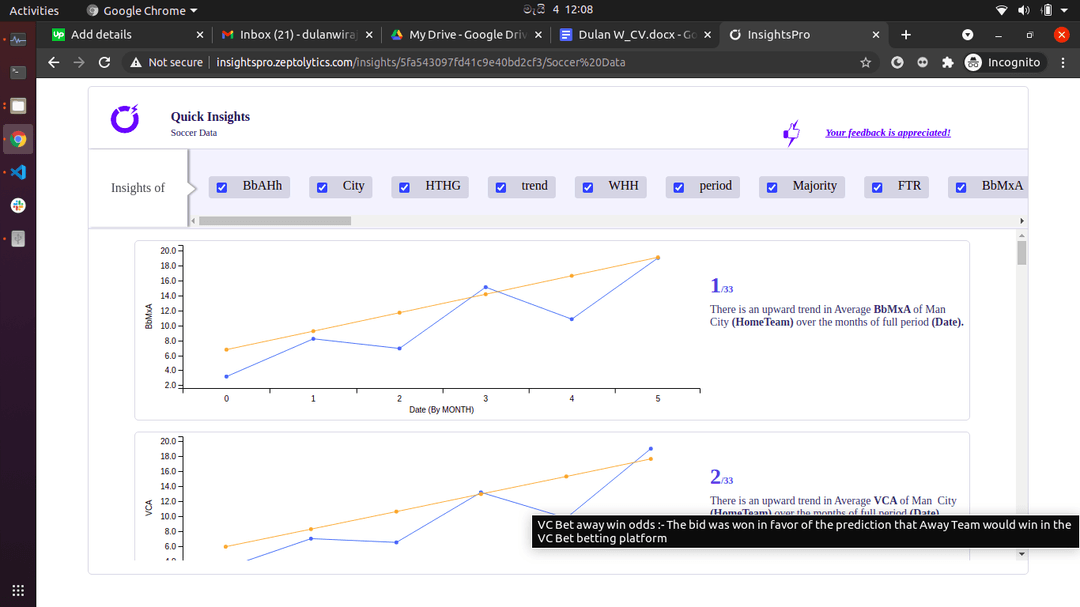 Activities
Google Chrome
මැයි 4 12:08
Add details
Inbox (21) - dulanwira
My Drive - Google Driv
Dulan W_CV.docx - Go
InsightsPro
Not secure
insightspro.zeptolytics.com/insights/5fa543097fd41c9e40bd2cf3/Soccer%20Data
Incognito
Quick Insights
Soccer Data
Your feedback is appreciated!
Insights of
BbAHh
City
HTHG
trend
WHH
period
Majority
FTR
BbMxA
20.0
18.0
16.0
14.0
12.0
10.0
8.0
6.0
4.0
2.0
BbMxA
0 1 2 3 4 5
Date (By MONTH)
1/33
There is an upward trend in Average BbMxA of Man
City (HomeTeam) over the months of full period (Date).
20.0
18.0
16.0
14.0
12.0
10.0
8.0
6.0
4.0
VCA
2/33
There is an upward trend in Average VCA of Man City
(HomeTeam) over the months of full period (Date).
VC Bet away win odds :- The bid was won in favor of the prediction that Away Team would win in the
VC Bet betting platform